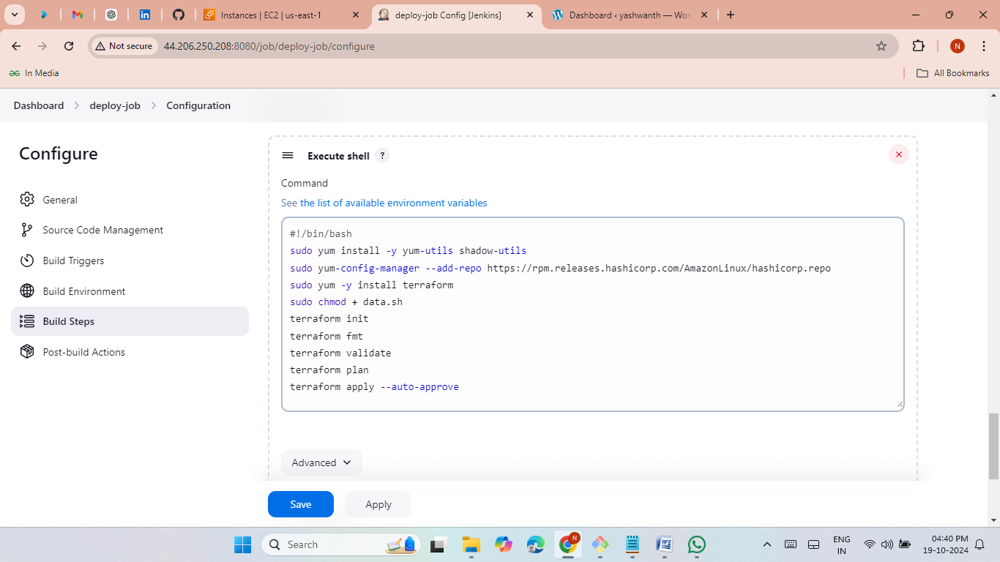 Instances | EC2 | us-east-1
deploy-job Config [Jenkins]
Dashboard ‹ yashwanth — Wor
Not secure
44.206.250.208:8080/job/deploy-job/configure
N
In Media
All Bookmarks
Dashboard
deploy-job
Configuration
Configure
General
Source Code Management
Build Triggers
Build Environment
Build Steps
Post-build Actions
Execute shell ?
Command
See the list of available environment variables
#!/bin/bash
sudo yum install -y yum-utils shadow-utils
sudo yum-config-manager --add-repo https://rpm.releases.hashicorp.com/AmazonLinux/hashicorp.repo
sudo yum -y install terraform
sudo chmod + data.sh
terraform init
terraform fmt
terraform validate
terraform plan
terraform apply --auto-approve
Advanced
Save
Apply
Search
N
ENG
IN
04:40 PM
19-10-2024